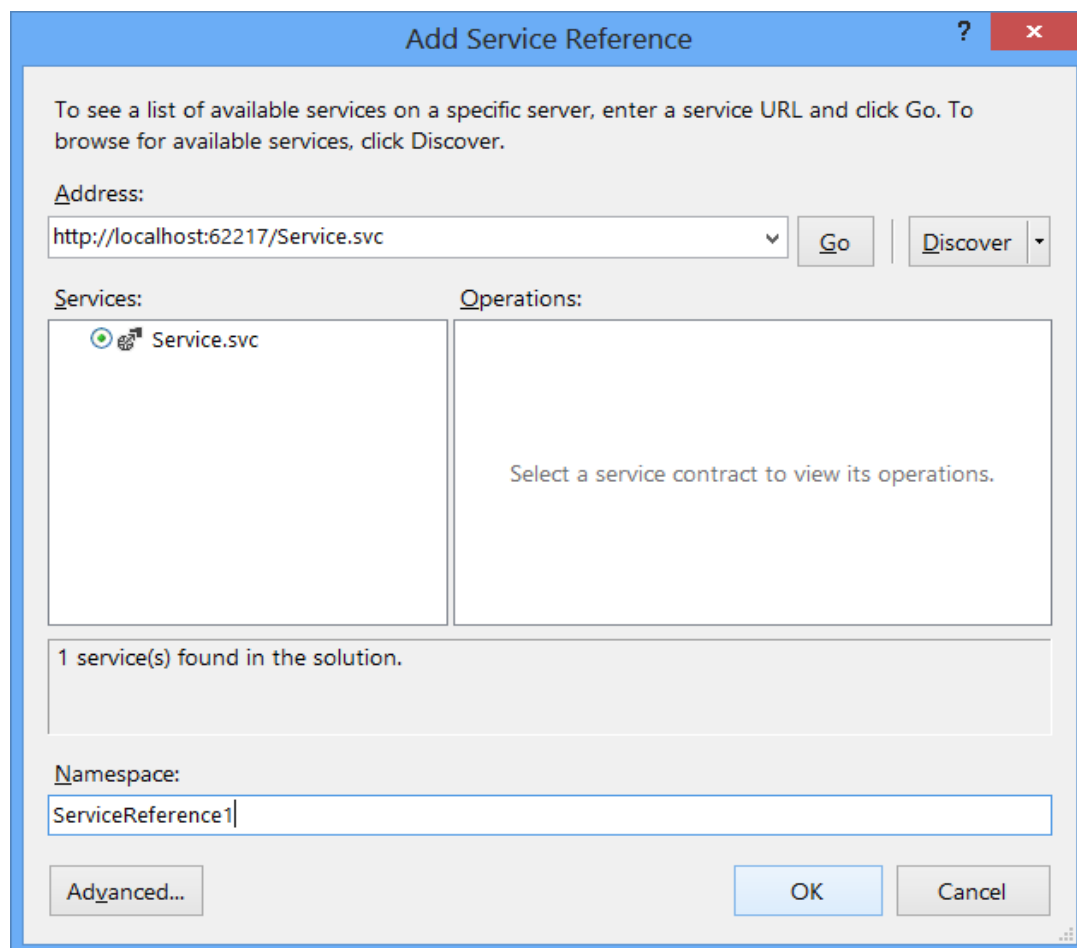 Add Service Reference
?
x
To see a list of available services on a specific server, enter a service URL and click Go. To
browse for available services, click Discover.
Address:
http://localhost:62217/Service.svc
Go
Discover
Services:
Operations:
Service.svc
Select a service contract to view its operations.
1 service(s) found in the solution.
Namespace:
ServiceReference1
Advanced...
OK
Cancel